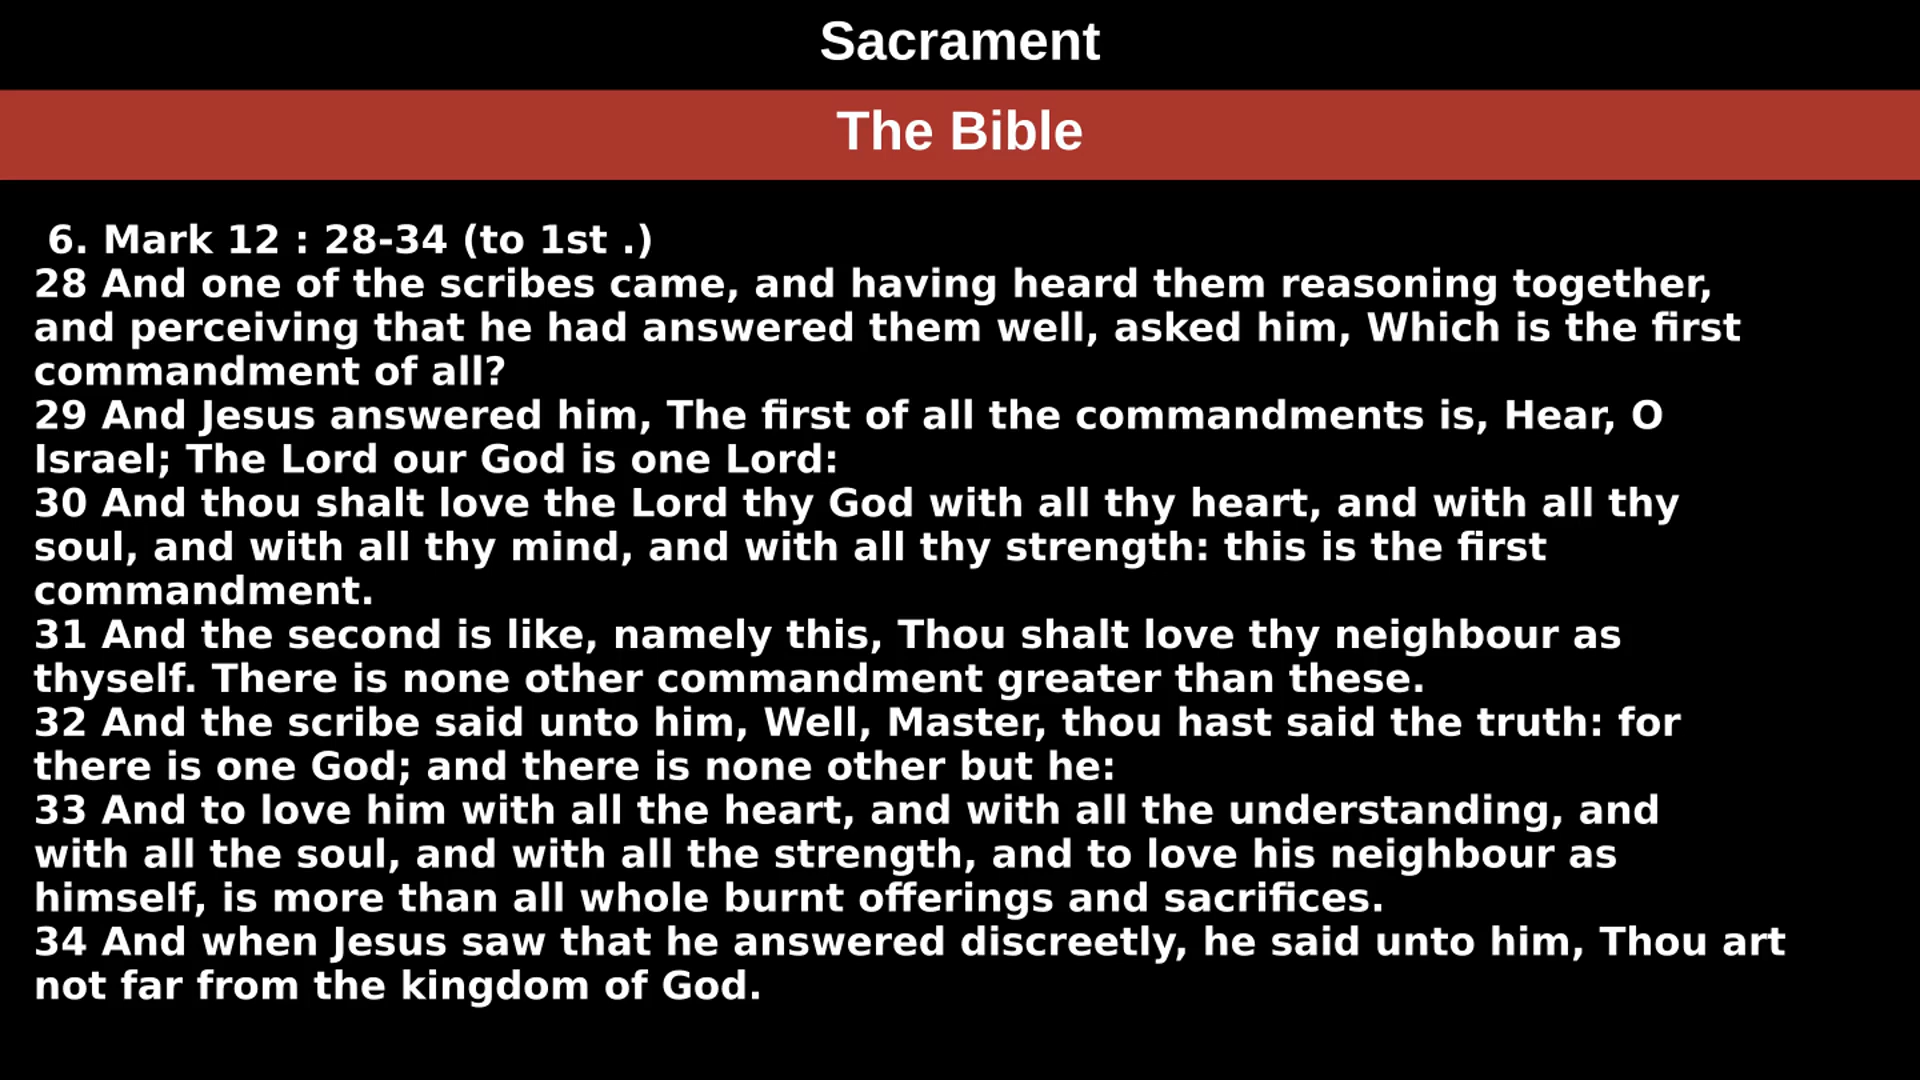 Sacrament
The Bible
6. Mark 12 : 28-34 (to 1st .)
28 And one of the scribes came, and having heard them reasoning together,
and perceiving that he had answered them well, asked him, Which is the first
commandment of all?
29 And Jesus answered him, The first of all the commandments is, Hear, O
Israel; The Lord our God is one Lord:
30 And thou shalt love the Lord thy God with all thy heart, and with all thy
soul, and with all thy mind, and with all thy strength: this is the first
commandment.
31 And the second is like, namely this, Thou shalt love thy neighbour as
thyself. There is none other commandment greater than these.
32 And the scribe said unto him, Well, Master, thou hast said the truth: for
there is one God; and there is none other but he:
33 And to love him with all the heart, and with all the understanding, and
with all the soul, and with all the strength, and to love his neighbour as
himself, is more than all whole burnt offerings and sacrifices.
34 And when Jesus saw that he answered discreetly, he said unto him, Thou art
not far from the kingdom of God.